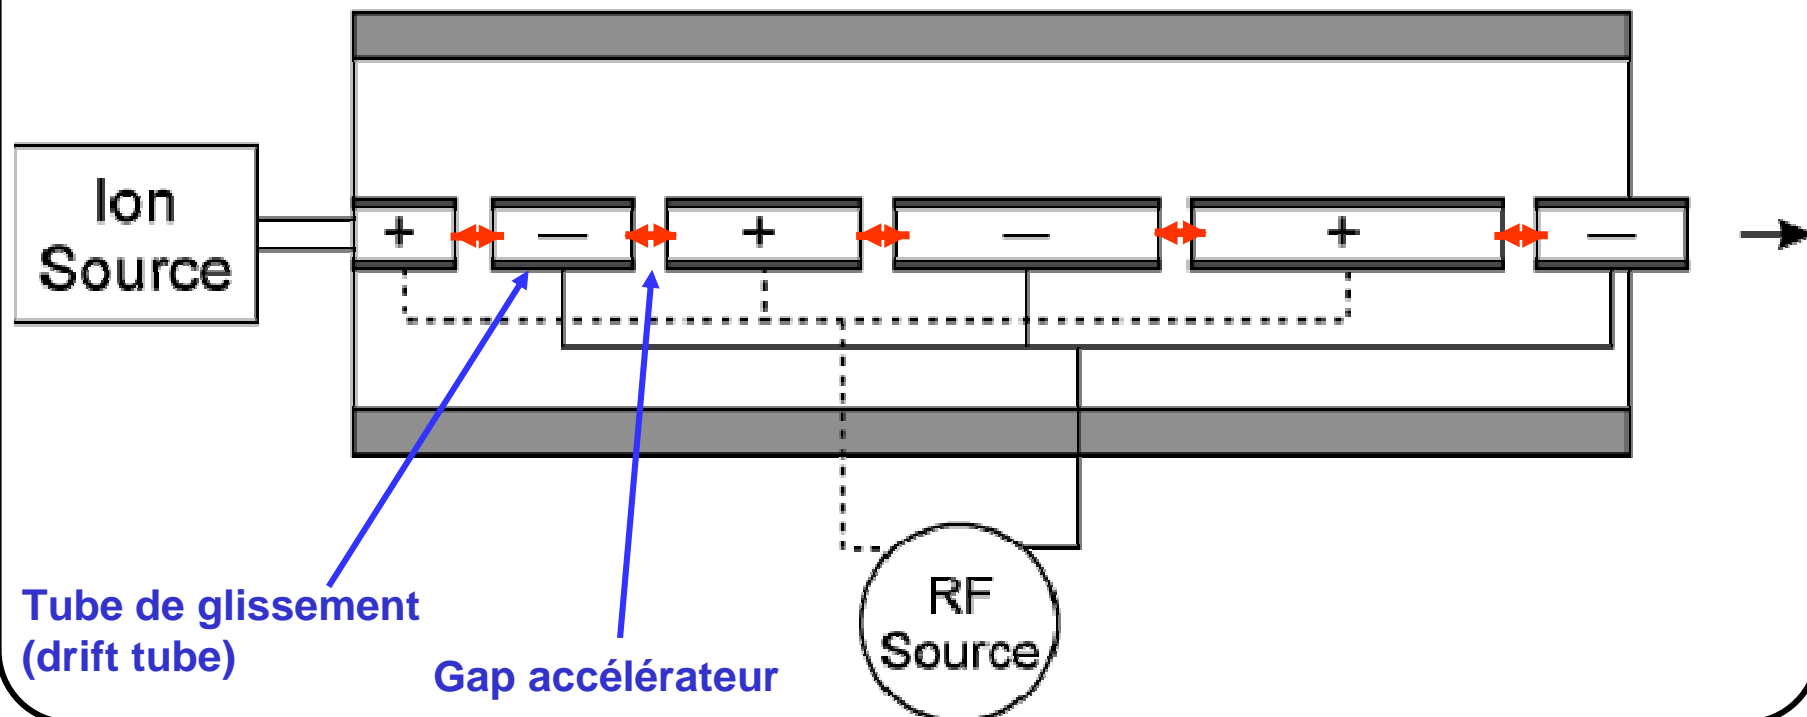 Ion
Source
+ — + — + —
RF
Source
Tube de glissement
(drift tube)
Gap accélérateur